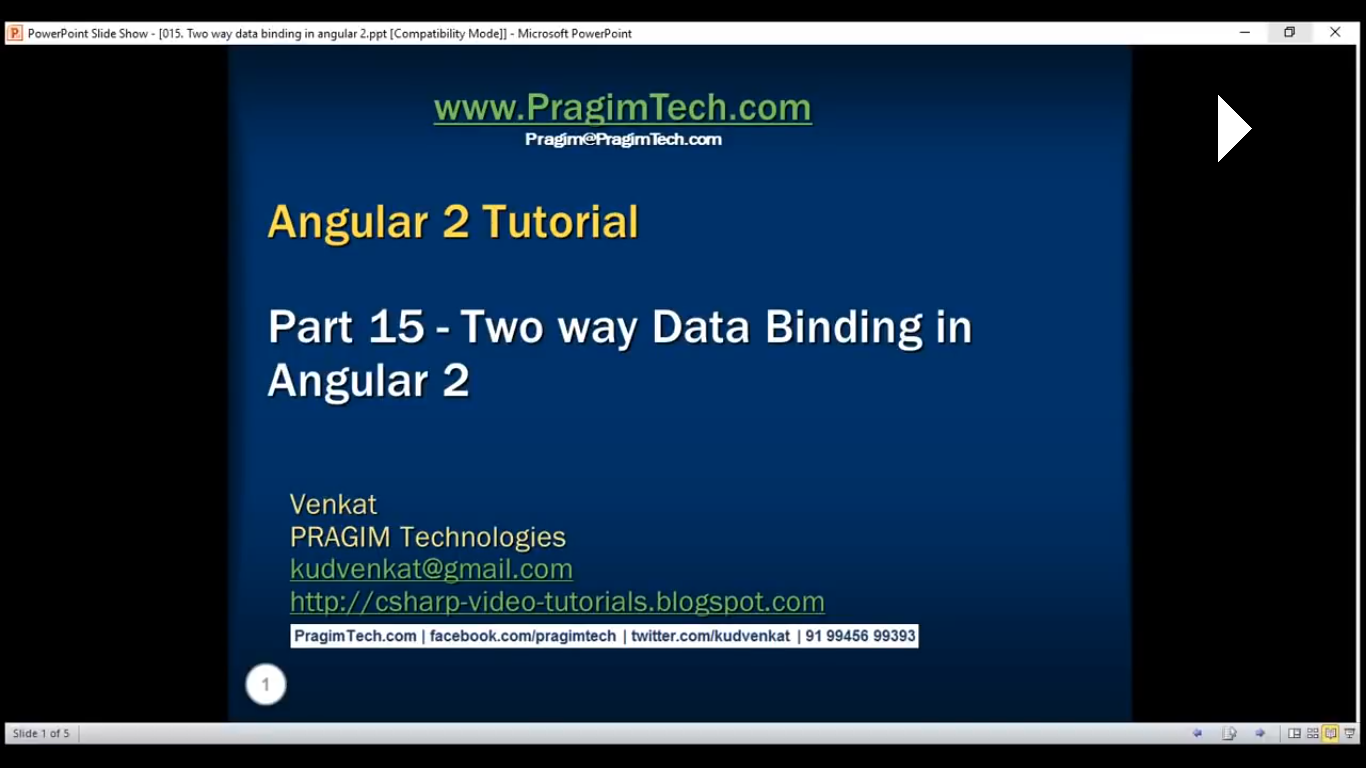 PowerPoint Slide Show - [015. Two way data binding in angular 2.ppt [Compatibility Mode]] - Microsoft PowerPoint
www.PragimTech.com
Pragim@PragimTech.com
Angular 2 Tutorial
Part 15 - Two way Data Binding in
Angular 2
Venkat
PRAGIM Technologies
kudvenkat@gmail.com
http://csharp-video-tutorials.blogspot.com
PragimTech.com | facebook.com/pragimtech | twitter.com/kudvenkat | 91 99456 99393
1
Slide 1 of 5